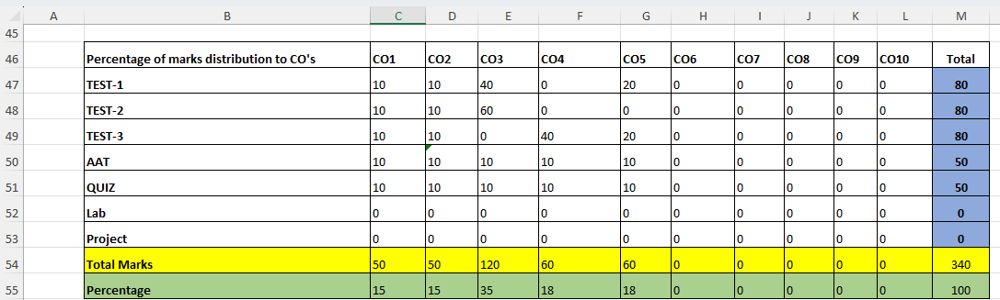 A B C D E F G H I J K L M
45
46 Percentage of marks distribution to CO's CO1 CO2 CO3 CO4 CO5 CO6 CO7 CO8 CO9 CO10 Total
47 TEST-1 10 10 40 0 20 0 0 0 0 0 80
48 TEST-2 10 10 60 0 0 0 0 0 0 0 80
49 TEST-3 10 10 0 40 20 0 0 0 0 0 80
50 AAT 10 10 10 10 10 0 0 0 0 0 50
51 QUIZ 10 10 10 10 10 0 0 0 0 0 50
52 Lab 0 0 0 0 0 0 0 0 0 0 0
53 Project 0 0 0 0 0 0 0 0 0 0 0
54 Total Marks 50 50 120 60 60 0 0 0 0 0 340
55 Percentage 15 15 35 18 18 0 0 0 0 0 100